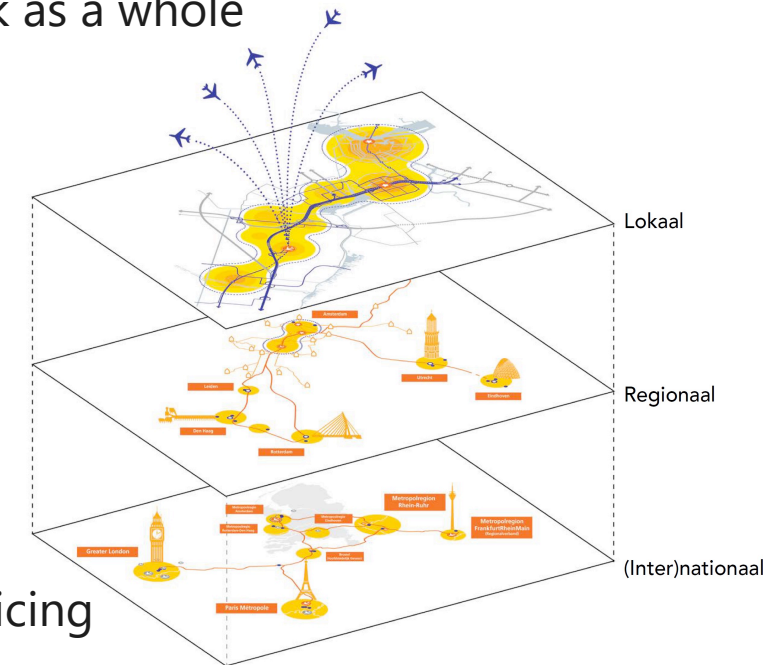 k as a whole
Lokaal
Amsterdam
Utrecht
Eindhoven
Leiden
Den Haag
Rotterdam
Regionaal
Metropolregion
Rhein-Ruhr
Metropolregion
FrankfurtRheinMain
Greater London
Paris Métropole
(Inter)nationaal
icing